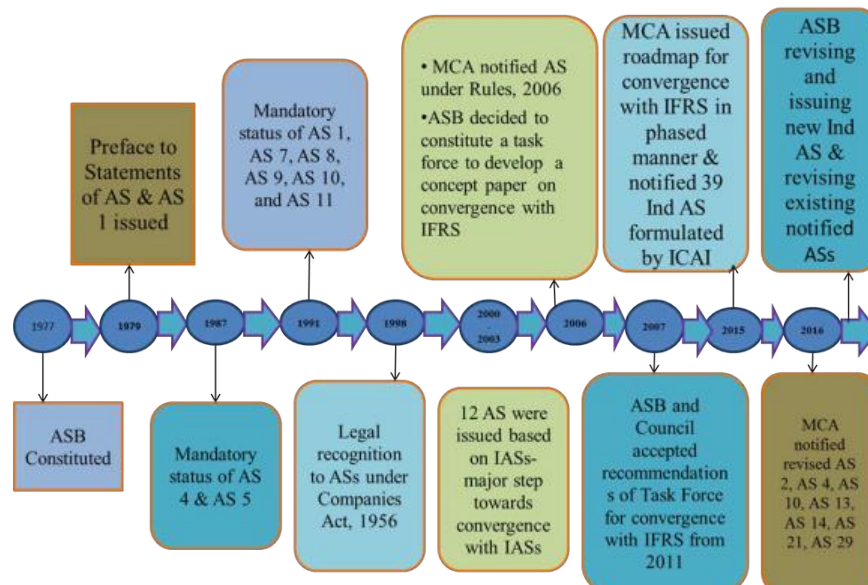 Preface to
Statements
of AS & AS
1 issued
Mandatory
status of AS 1,
AS 7, AS 8,
AS 9, AS 10,
and AS 11
• MCA notified AS
under Rules, 2006
•ASB decided to
constitute a task
force to develop a
concept paper on
convergence with
IFRS
MCA issued
roadmap for
convergence
with IFRS in
phased
manner &
notified 39
Ind AS
formulated
by ICAI
ASB
revising
and
issuing
new Ind
AS &
revising
existing
notified
ASs
1977
1979
1987
1991
1998
2000
-
2003
2006
2007
2015
2016
ASB
Constituted
Mandatory
status of AS
4 & AS 5
Legal
recognition
to ASs under
Companies
Act, 1956
12 AS were
issued based
on IASs-
major step
towards
convergence
with IASs
ASB and
Council
accepted
recommendation
s of Task Force
for convergence
with IFRS from
2011
MCA
notified
revised AS
2, AS 4, AS
10, AS 13,
AS 14, AS
21, AS 29